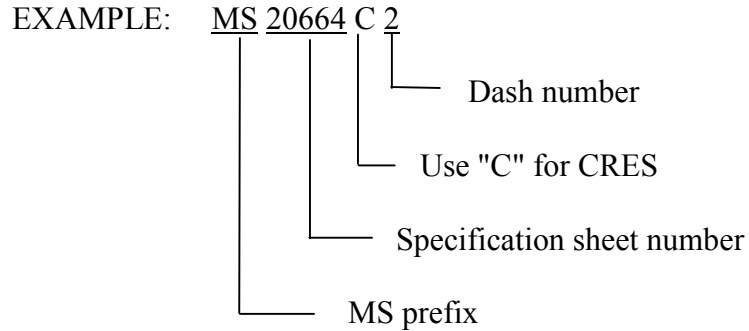 EXAMPLE: MS 20664 C 2
Dash number
Use "C" for CRES
Specification sheet number
MS prefix